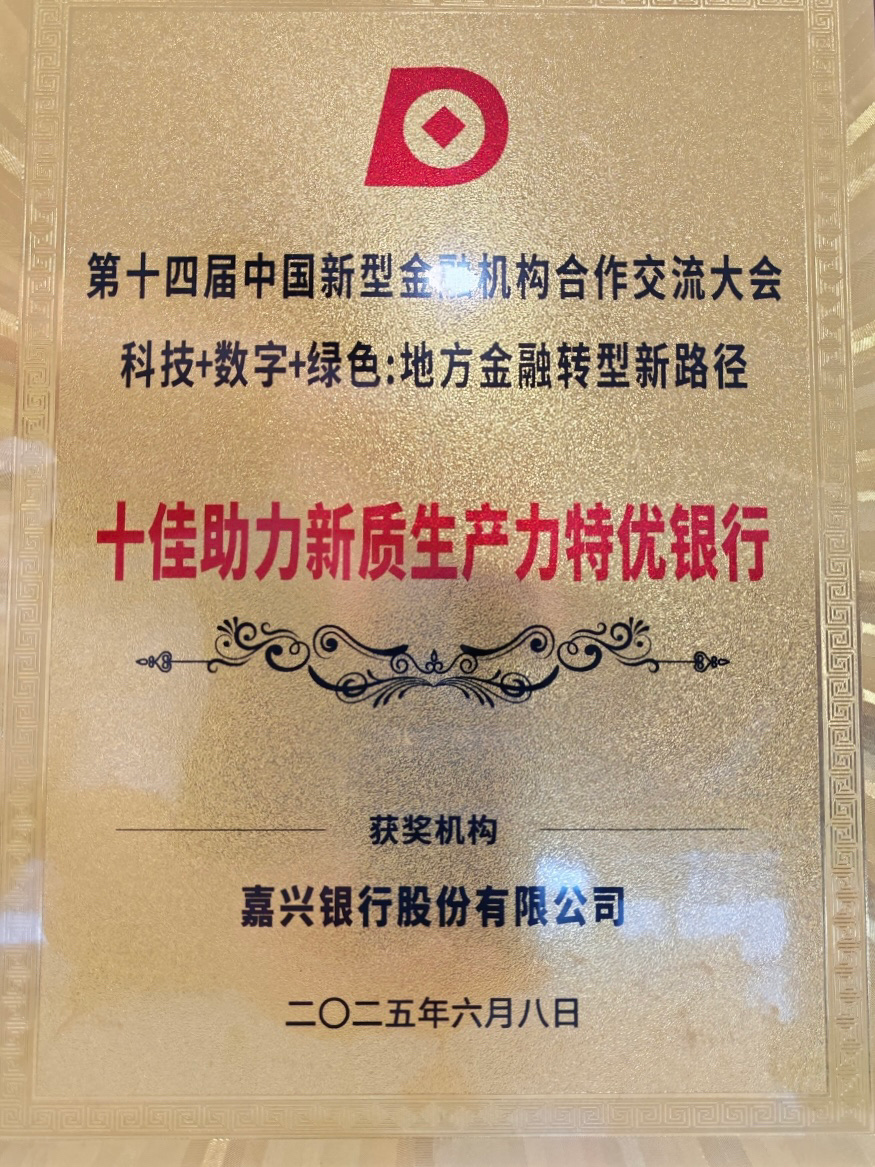 第十四届中国新型金融机构合作交流大会
科技+数字+绿色:地方金融转型新路径
十佳助力新质生产力特优银行
获奖机构
嘉兴银行股份有限公司
二〇二五年六月八日